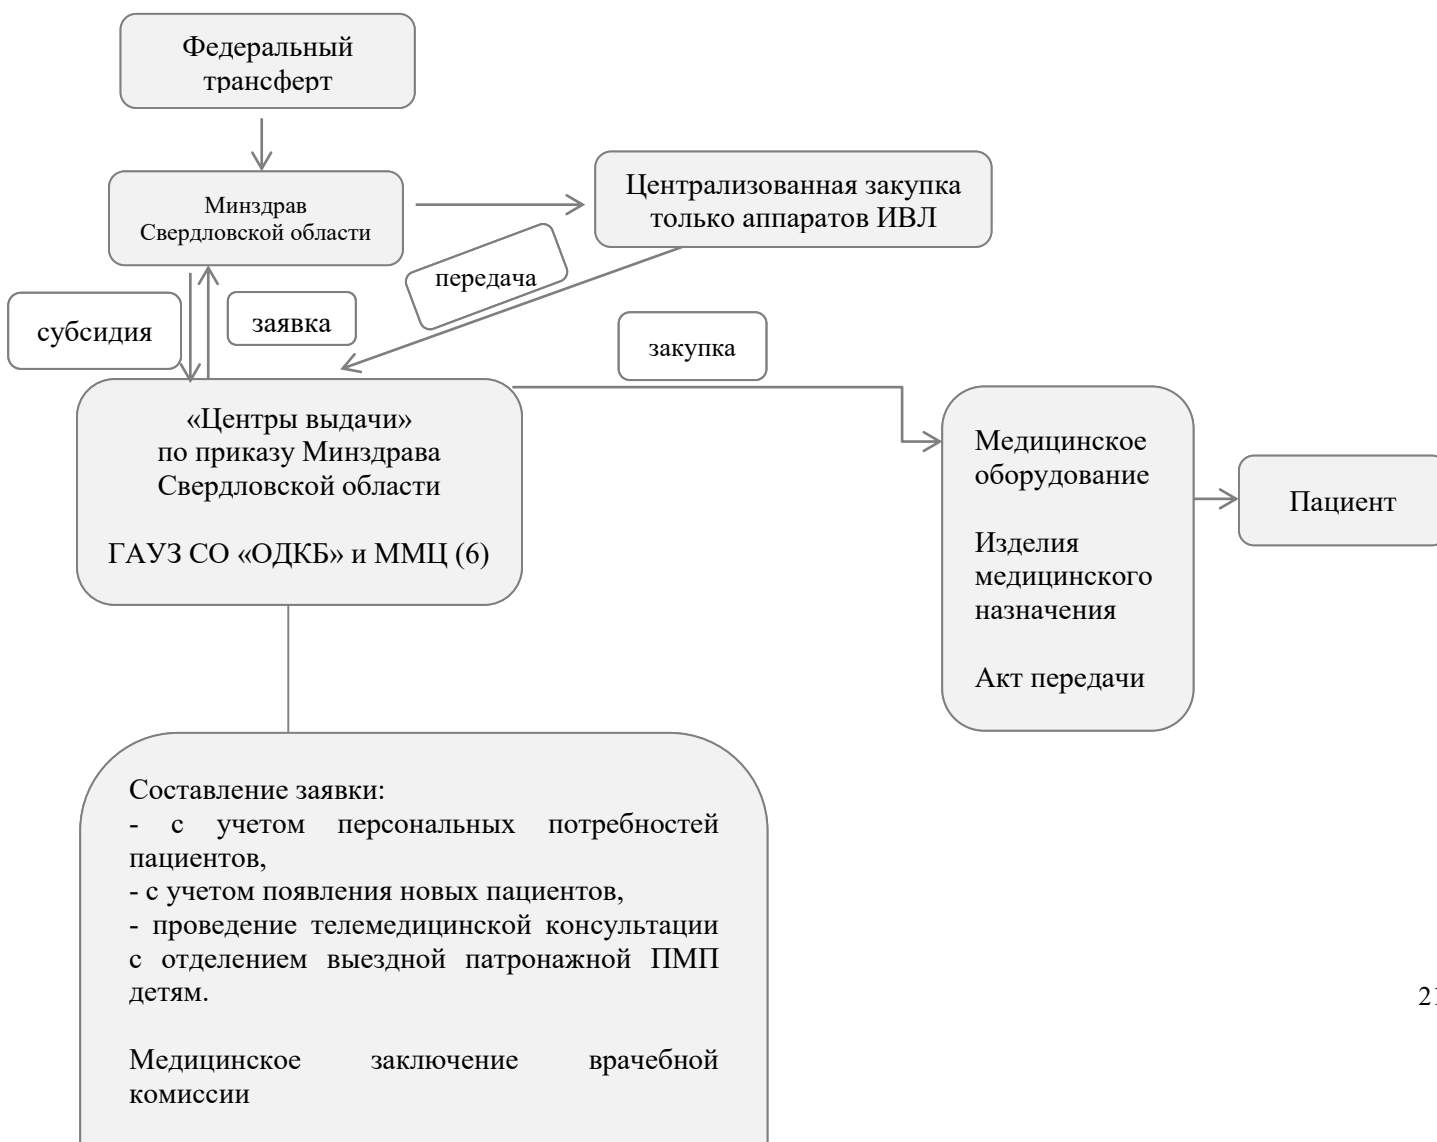 Федеральный
трансферт
Минздрав
Свердловской области
Централизованная закупка
только аппаратов ИВЛ
передача
субсидия
заявка
закупка
«Центры выдачи»
по приказу Минздрава
Свердловской области
ГАУЗ СО «ОДКБ» и ММЦ (6)
Медицинское
оборудование
Изделия
медицинского
назначения
Акт передачи
Пациент
Составление заявки:
- с учетом персональных потребностей
пациентов,
- с учетом появления новых пациентов,
- проведение телемедицинской консультации
с отделением выездной патронажной ПМП
детям.
Медицинское заключение врачебной
комиссии
21